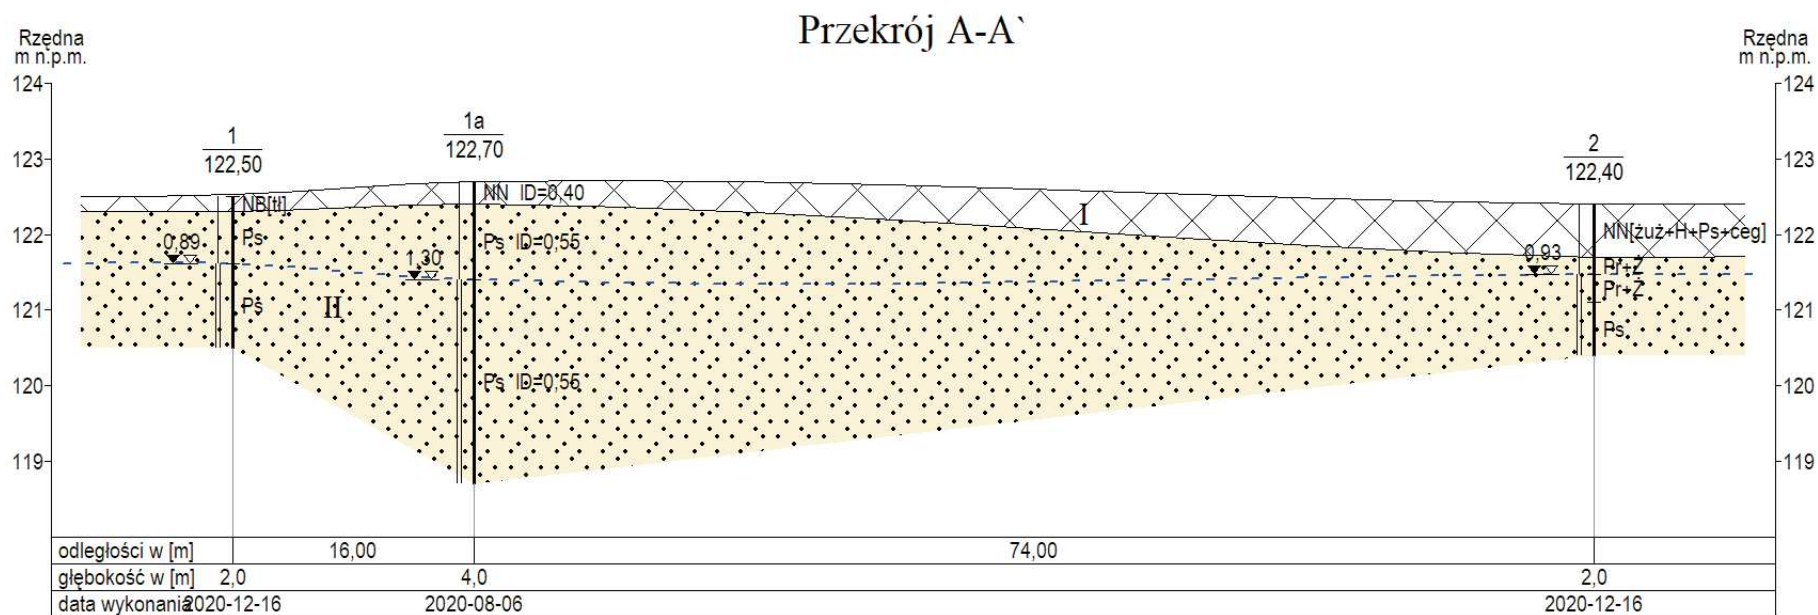 Przekrój A-A`
Rzędna
m n.p.m.
Rzędna
m n.p.m.
124
124
1
122,50
1a
122,70
2
122,40
123
123
NB[tł]
NN ID=0,40
I
NN[żuż+H+Ps+ceg]
122
122
Ps
0,89
Ps ID=0,55
1,30
0,93
Pr+Ż
Pr+Ż
Ps
II
121
121
Ps
120
120
Ps ID=0,55
119
119
odległości w [m] 16,00 74,00
głębokość w [m] 2,0 4,0 2,0
data wykonania 2020-12-16 2020-08-06 2020-12-16